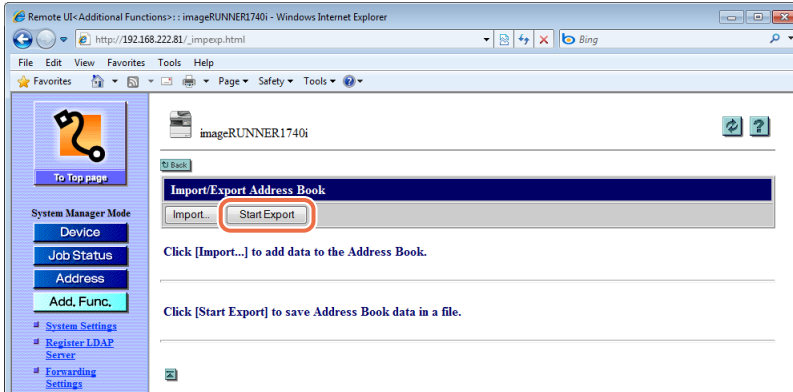 Remote UI<Additional Functions>: : imageRUNNER1740i - Windows Internet Explorer
http://192.168.222.81/_impexp.html
Bing
File Edit View Favorites Tools Help
Favorites Page Safety Tools
imageRUNNER1740i
Back
To Top page
Import/Export Address Book
System Manager Mode
Import... Start Export
Device
Job Status
Click [Import...] to add data to the Address Book.
Address
Add. Func.
Click [Start Export] to save Address Book data in a file.
System Settings
Register LDAP
Server
Forwarding
Settings